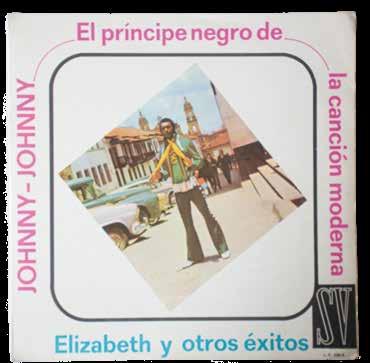 JOHNNY-JOHNNY
El príncipe negro de
la canción moderna
Elizabeth y otros éxitos
SV